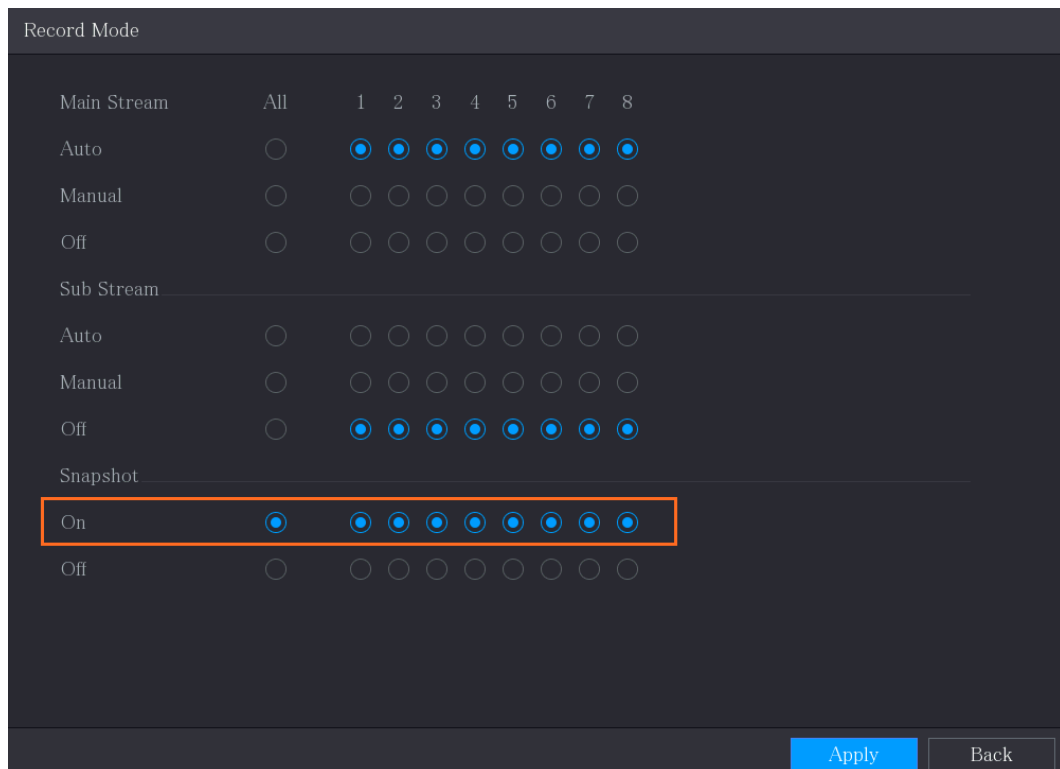 Record Mode
Main Stream All 1 2 3 4 5 6 7 8
Auto
Manual
Off
Sub Stream
Auto
Manual
Off
Snapshot
On
Off
Apply Back